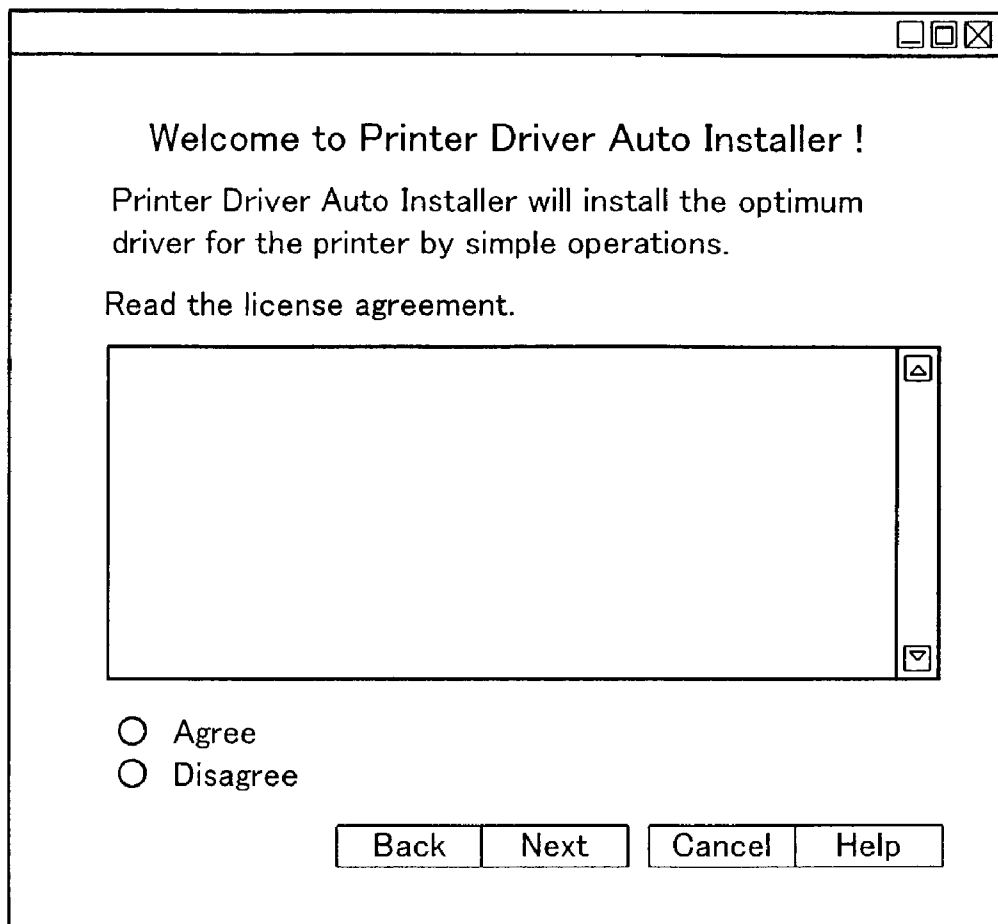 Welcome to Printer Driver Auto Installer !
Printer Driver Auto Installer will install the optimum
driver for the printer by simple operations.
Read the license agreement.
Agree
Disagree
Back Next Cancel Help